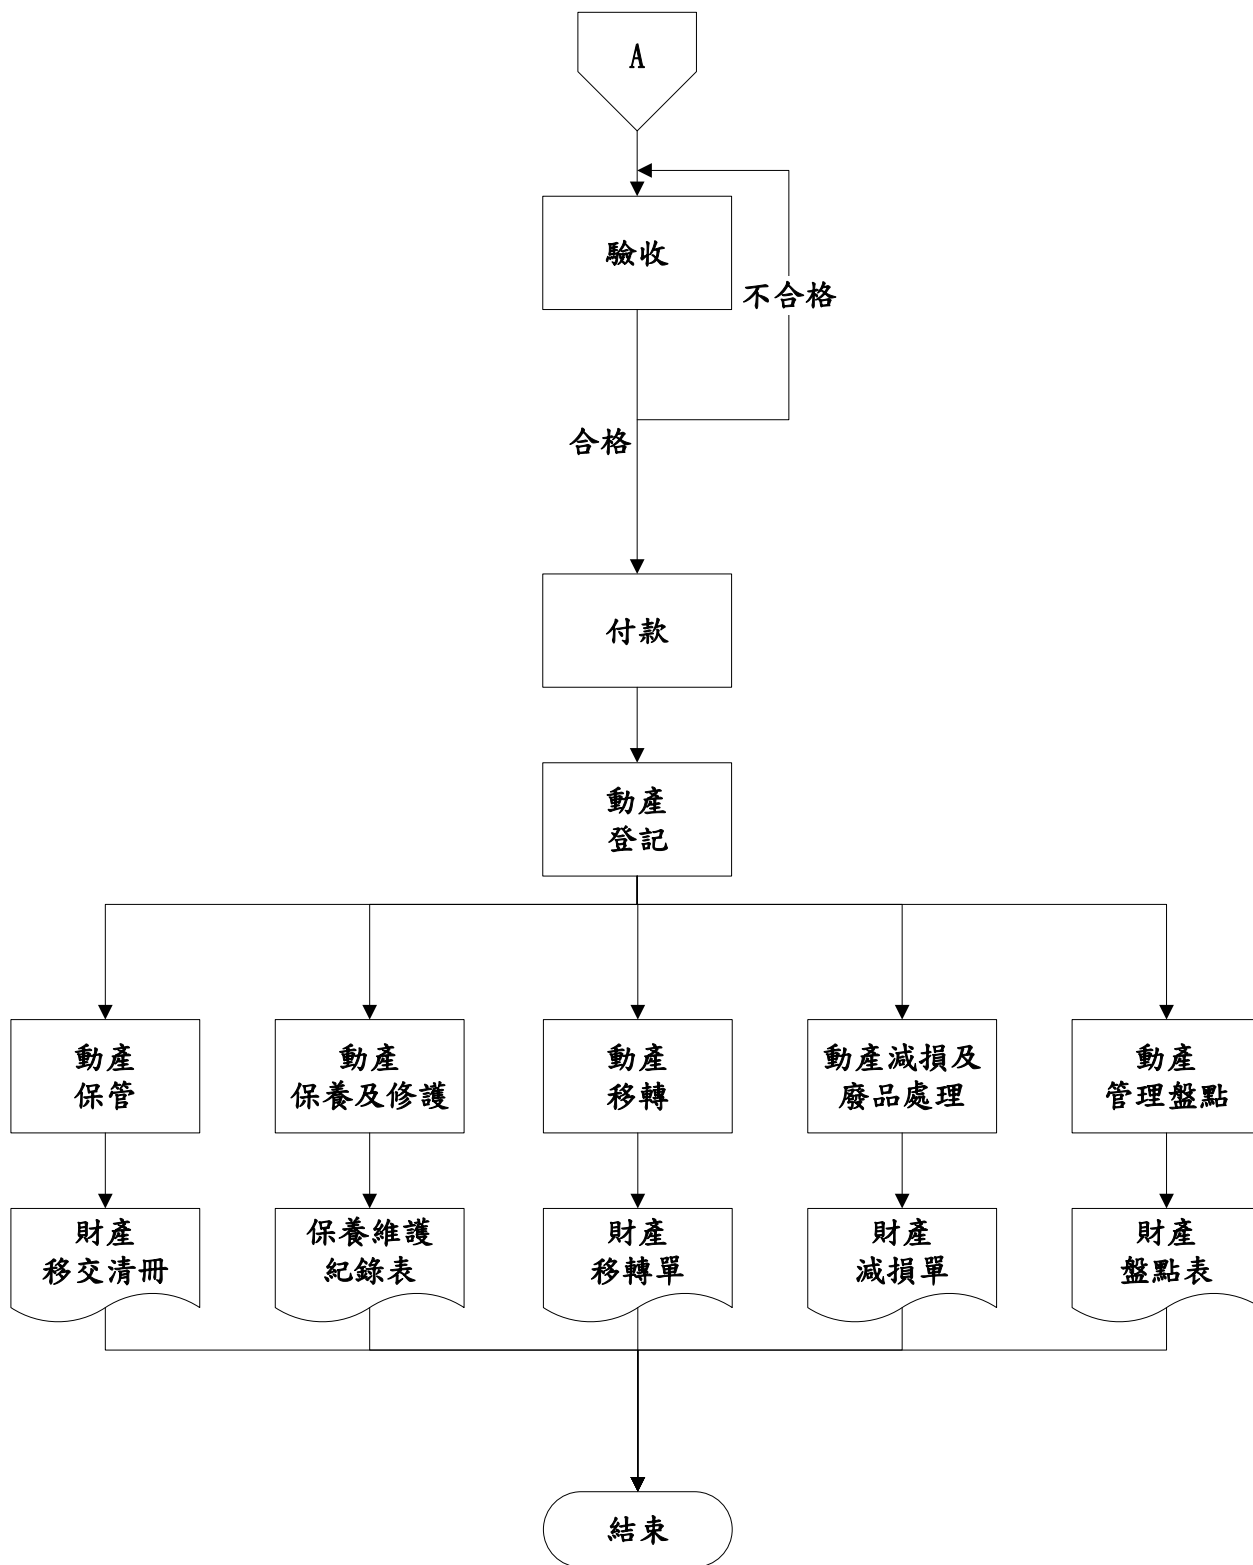 A
驗收
不合格
合格
付款
動產
登記
動產
保管
動產
保養及修護
動產
移轉
動產減損及
廢品處理
動產
管理盤點
財產
移交清冊
保養維護
紀錄表
財產
移轉單
財產
減損單
財產
盤點表
結束